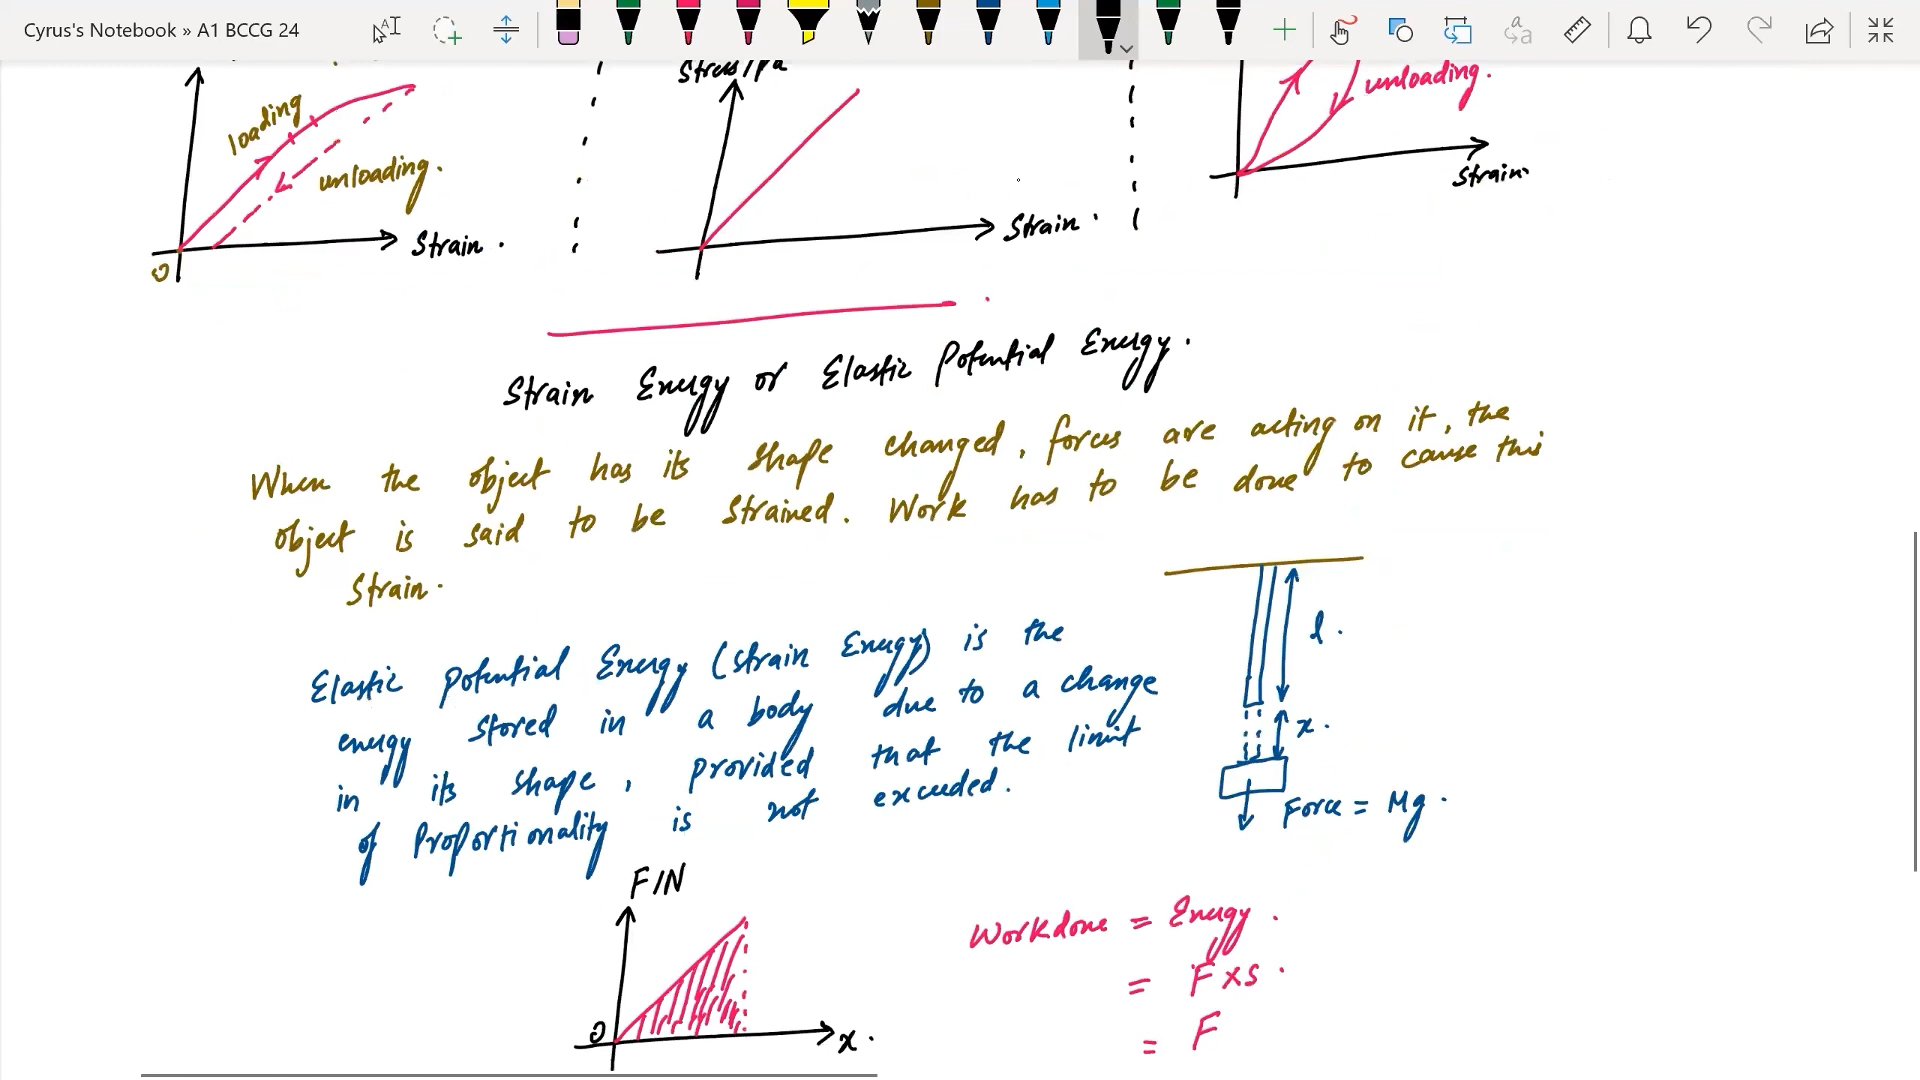 Cyrus's Notebook » A1 BCCG 24
Stress/Pa
loading
unloading.
Strain.
O
Strain.
unloading.
Strain.
Strain Energy or Elastic Potential Energy.
When the object has its shape changed, forces are acting on it, the
object is said to be strained. Work has to be done to cause this
Strain.
Elastic potential Energy (strain Energy) is the
energy stored in a body due to a change
in its shape, provided that the limit
of proportionality is not exceeded.
l.
x.
Force = Mg.
F/N
O
x.
Workdone = Energy.
= F x s.
= F